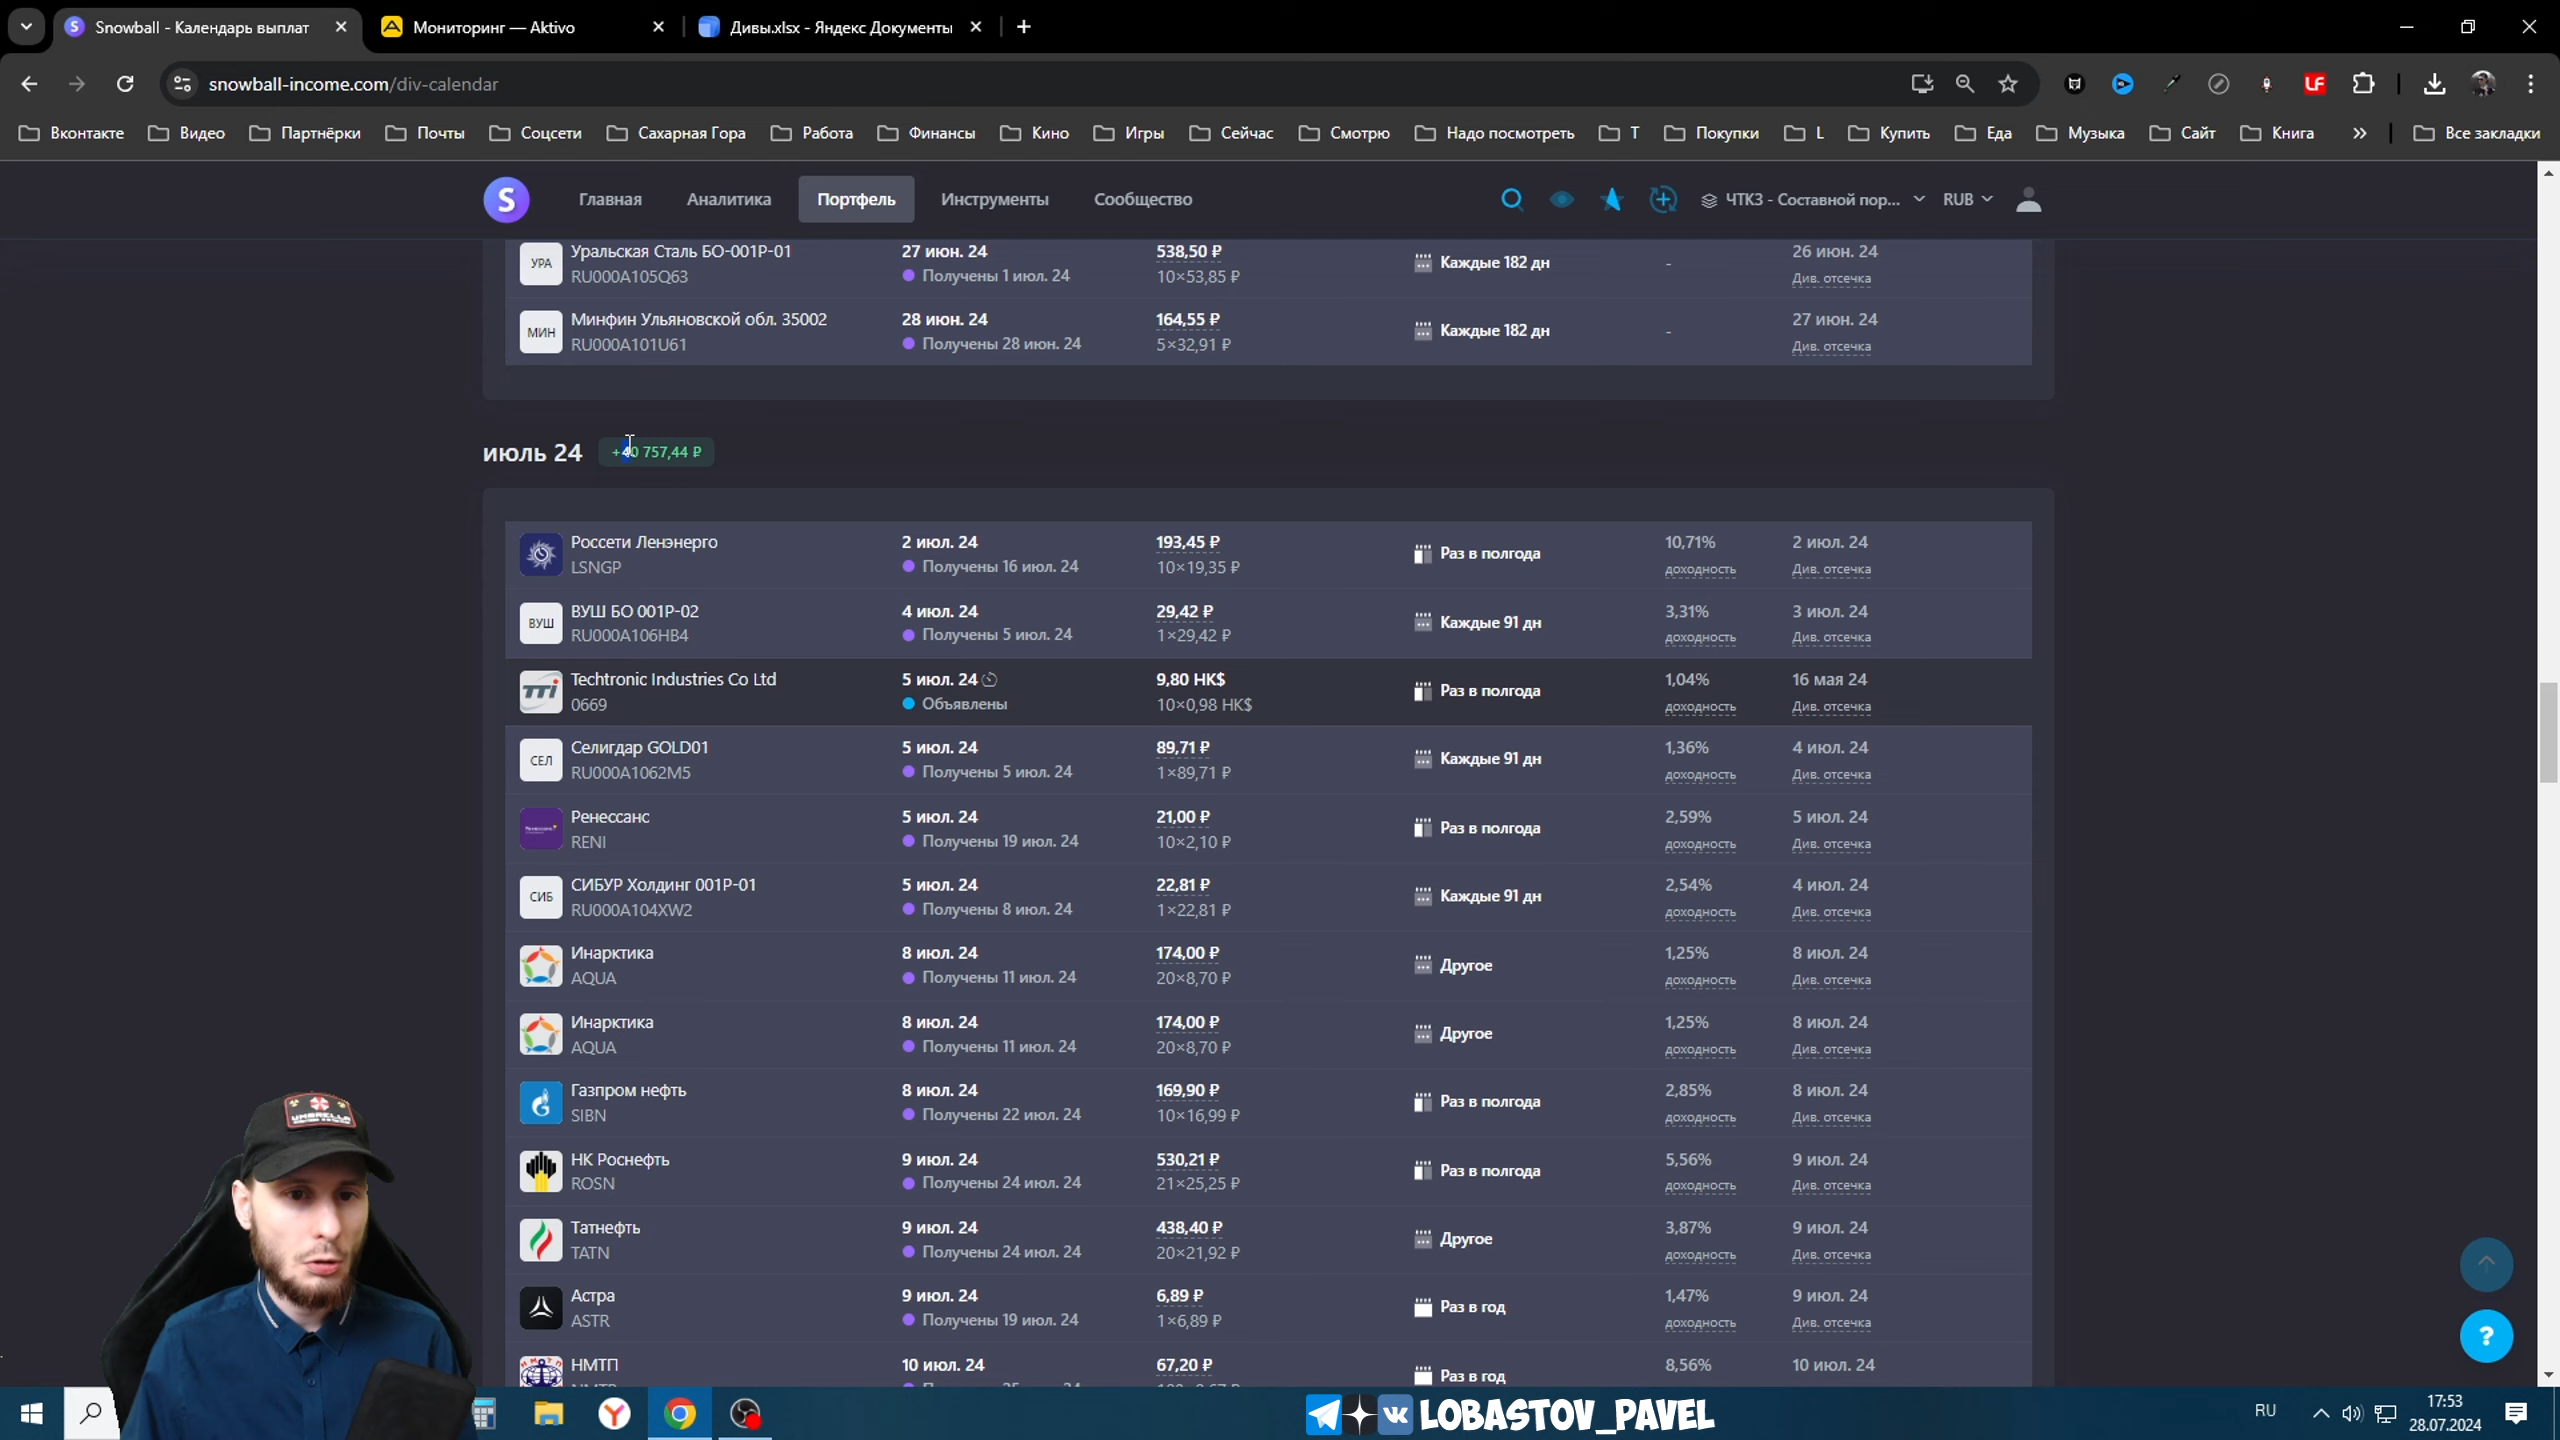 Snowball - Календарь выплат
Мониторинг — Aktivo
Дивы.xlsx - Яндекс Документы
snowball-income.com/div-calendar
LF
Вконтакте Видео Партнёрки Почты Соцсети Сахарная Гора Работа Финансы Кино Игры Сейчас Смотрю Надо посмотреть T Покупки L Купить Еда Музыка Сайт Книга » Все закладки
S Главная Аналитика Портфель Инструменты Сообщество ЧТКЗ - Составной пор... RUB
УРА Уральская Сталь БО-001Р-01 27 июн. 24 538,50 ₽ Каждые 182 дн - 26 июн. 24
RU000A105Q63 Получены 1 июл. 24 10×53,85 ₽ Див. отсечка
МИН Минфин Ульяновской обл. 35002 28 июн. 24 164,55 ₽ Каждые 182 дн - 27 июн. 24
RU000A101U61 Получены 28 июн. 24 5×32,91 ₽ Див. отсечка
июль 24 +40 757,44 ₽
Россети Ленэнерго 2 июл. 24 193,45 ₽ Раз в полгода 10,71% 2 июл. 24
LSNGP Получены 16 июл. 24 10×19,35 ₽ доходность Див. отсечка
ВУШ ВУШ БО 001Р-02 4 июл. 24 29,42 ₽ Каждые 91 дн 3,31% 3 июл. 24
RU000A106HB4 Получены 5 июл. 24 1×29,42 ₽ доходность Див. отсечка
TTi Techtronic Industries Co Ltd 5 июл. 24 9,80 HK$ Раз в полгода 1,04% 16 мая 24
0669 Объявлены 10×0,98 HK$ доходность Див. отсечка
СЕЛ Селигдар GOLD01 5 июл. 24 89,71 ₽ Каждые 91 дн 1,36% 4 июл. 24
RU000A1062M5 Получены 5 июл. 24 1×89,71 ₽ доходность Див. отсечка
Ренессанс 5 июл. 24 21,00 ₽ Раз в полгода 2,59% 5 июл. 24
RENI Получены 19 июл. 24 10×2,10 ₽ доходность Див. отсечка
СИБ СИБУР Холдинг 001Р-01 5 июл. 24 22,81 ₽ Каждые 91 дн 2,54% 4 июл. 24
RU000A104XW2 Получены 8 июл. 24 1×22,81 ₽ доходность Див. отсечка
Инарктика 8 июл. 24 174,00 ₽ Другое 1,25% 8 июл. 24
AQUA Получены 11 июл. 24 20×8,70 ₽ доходность Див. отсечка
Инарктика 8 июл. 24 174,00 ₽ Другое 1,25% 8 июл. 24
AQUA Получены 11 июл. 24 20×8,70 ₽ доходность Див. отсечка
Газпром нефть 8 июл. 24 169,90 ₽ Раз в полгода 2,85% 8 июл. 24
SIBN Получены 22 июл. 24 10×16,99 ₽ доходность Див. отсечка
НК Роснефть 9 июл. 24 530,21 ₽ Раз в полгода 5,56% 9 июл. 24
ROSN Получены 24 июл. 24 21×25,25 ₽ доходность Див. отсечка
Татнефть 9 июл. 24 438,40 ₽ Другое 3,87% 9 июл. 24
TATN Получены 24 июл. 24 20×21,92 ₽ доходность Див. отсечка
Астра 9 июл. 24 6,89 ₽ Раз в год 1,47% 9 июл. 24
ASTR Получены 19 июл. 24 1×6,89 ₽ доходность Див. отсечка
НМТП 10 июл. 24 67,20 ₽ Раз в год 8,56% 10 июл. 24
UMBRELLA
?
LOBASTOV_PAVEL
RU
17:53
28.07.2024